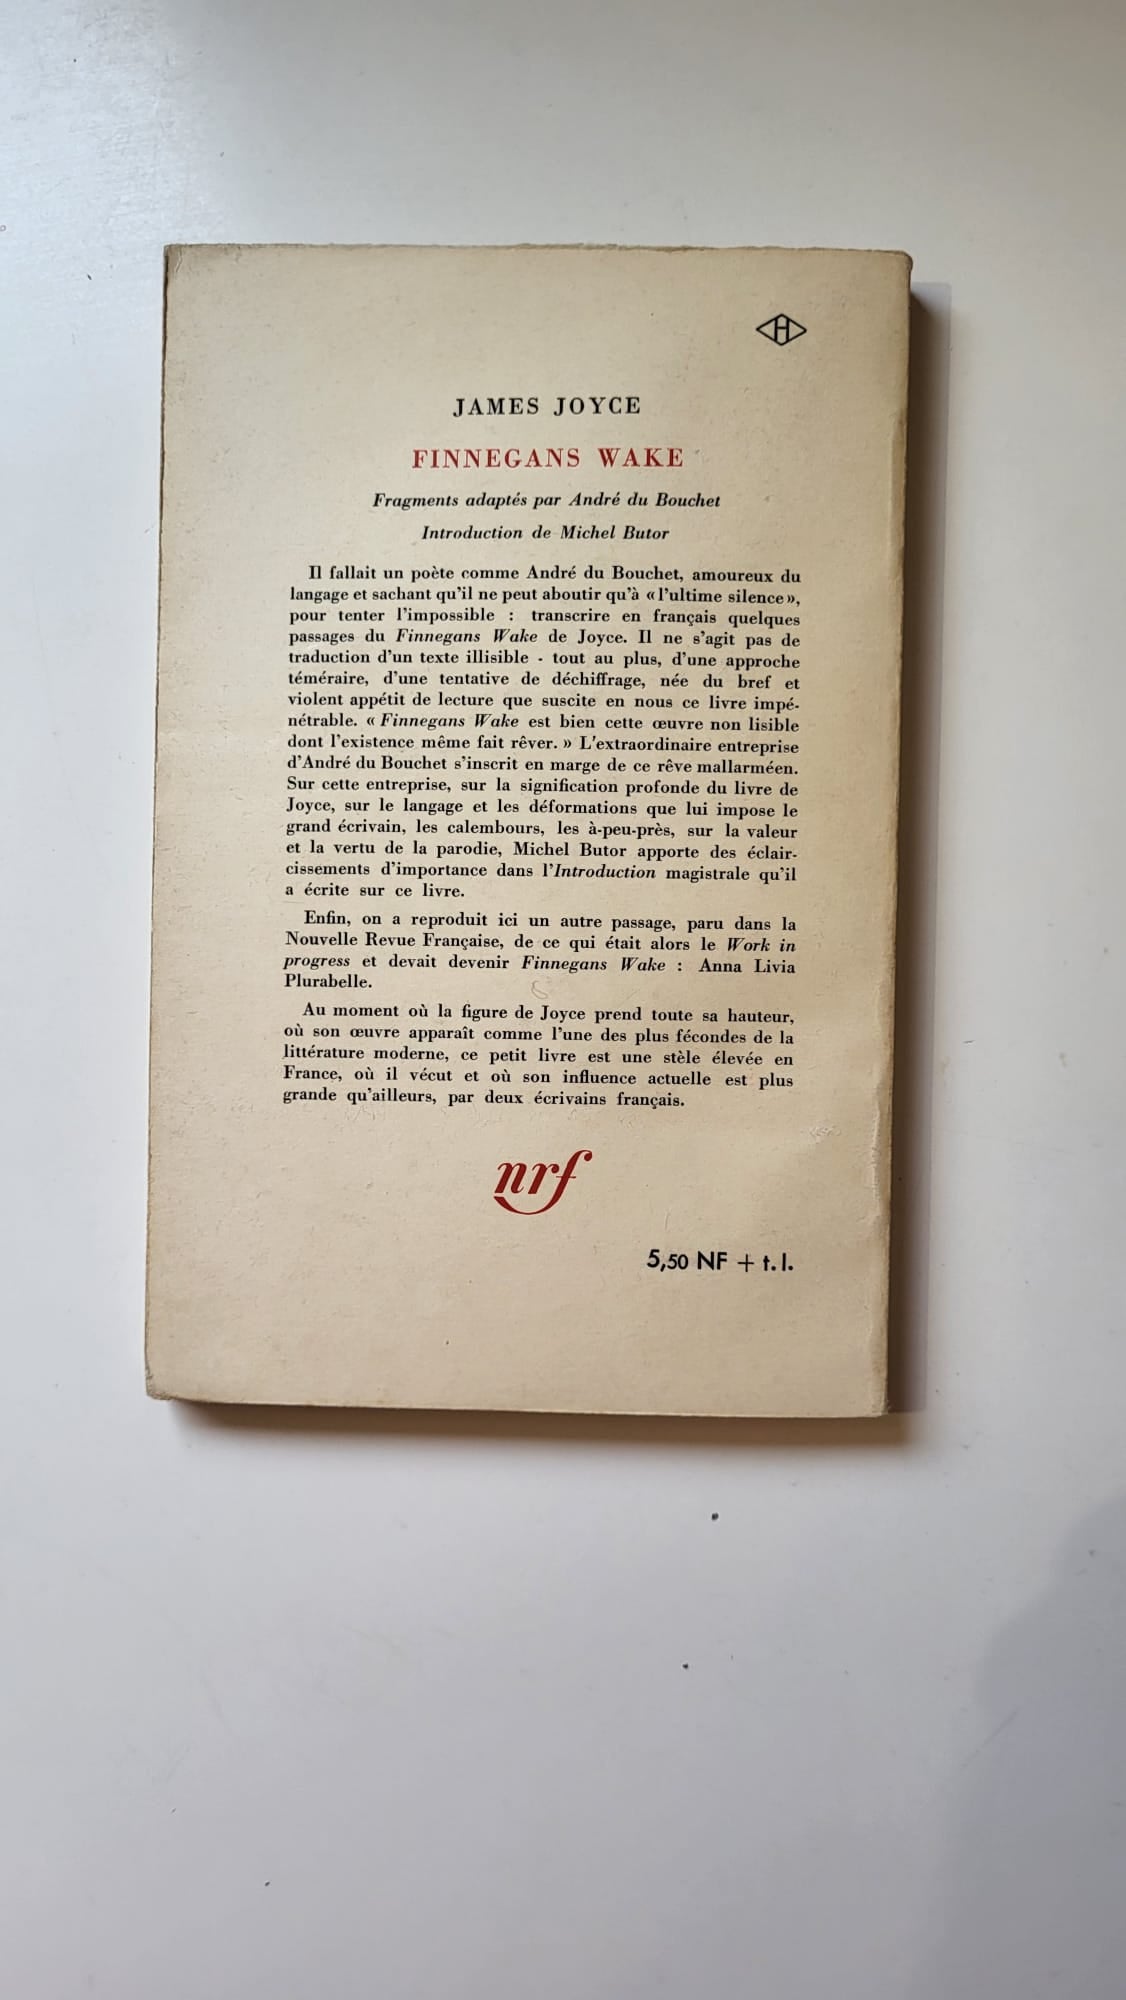 H
JAMES JOYCE
FINNEGANS WAKE
Fragments adaptés par André du Bouchet
Introduction de Michel Butor
Il fallait un poète comme André du Bouchet, amoureux du
langage et sachant qu'il ne peut aboutir qu'à « l'ultime silence »,
pour tenter l'impossible : transcrire en français quelques
passages du Finnegans Wake de Joyce. Il ne s'agit pas de
traduction d'un texte illisible - tout au plus, d'une approche
téméraire, d'une tentative de déchiffrage, née du bref et
violent appétit de lecture que suscite en nous ce livre impé-
nétrable. « Finnegans Wake est bien cette œuvre non lisible
dont l'existence même fait rêver. » L'extraordinaire entreprise
d'André du Bouchet s'inscrit en marge de ce rêve mallarméen.
Sur cette entreprise, sur la signification profonde du livre de
Joyce, sur le langage et les déformations que lui impose le
grand écrivain, les calembours, les à-peu-près, sur la valeur
et la vertu de la parodie, Michel Butor apporte des éclair-
cissements d'importance dans l'Introduction magistrale qu'il
a écrite sur ce livre.
Enfin, on a reproduit ici un autre passage, paru dans la
Nouvelle Revue Française, de ce qui était alors le Work in
progress et devait devenir Finnegans Wake : Anna Livia
Plurabelle.
Au moment où la figure de Joyce prend toute sa hauteur,
où son œuvre apparaît comme l'une des plus fécondes de la
littérature moderne, ce petit livre est une stèle élevée en
France, où il vécut et où son influence actuelle est plus
grande qu'ailleurs, par deux écrivains français.
nrf
5,50 NF + t.l.